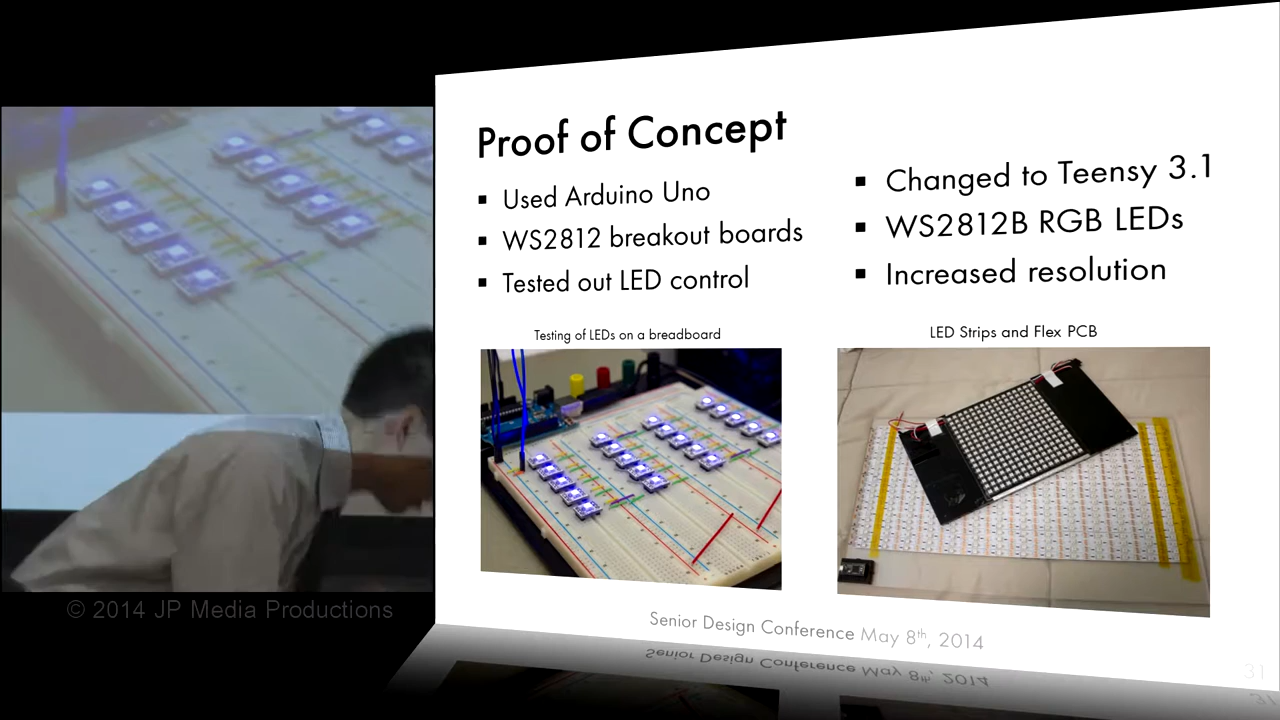 Proof of Concept
▪ Used Arduino Uno
▪ WS2812 breakout boards
▪ Tested out LED control
▪ Changed to Teensy 3.1
▪ WS2812B RGB LEDs
▪ Increased resolution
Testing of LEDs on a breadboard
LED Strips and Flex PCB
Senior Design Conference May 8th, 2014
31
© 2014 JP Media Productions